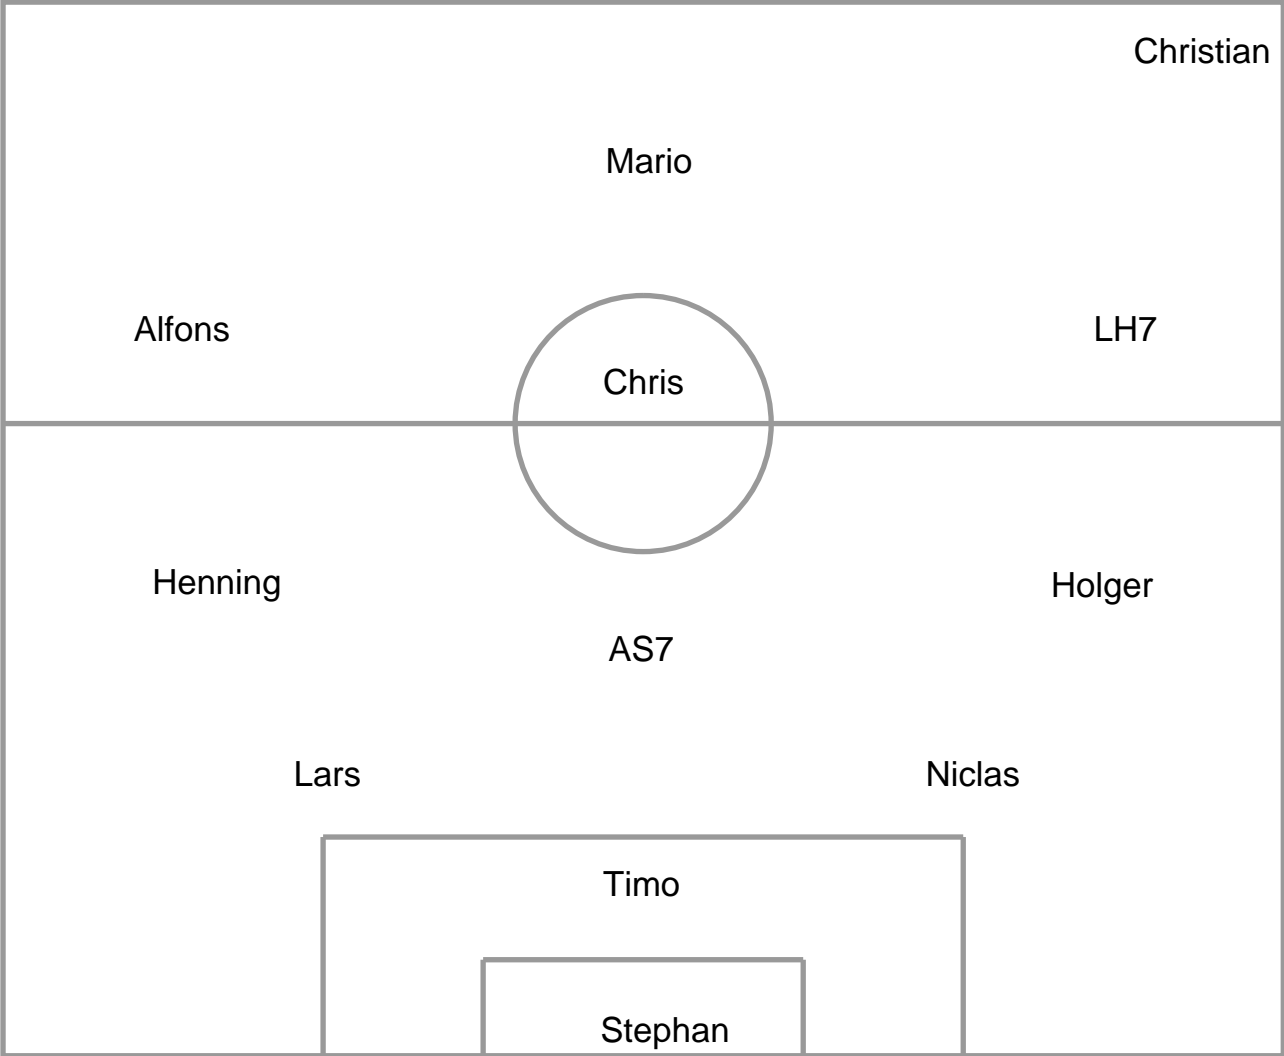 Christian
Mario
Alfons
LH7
Chris
Henning
Holger
AS7
Lars
Niclas
Timo
Stephan